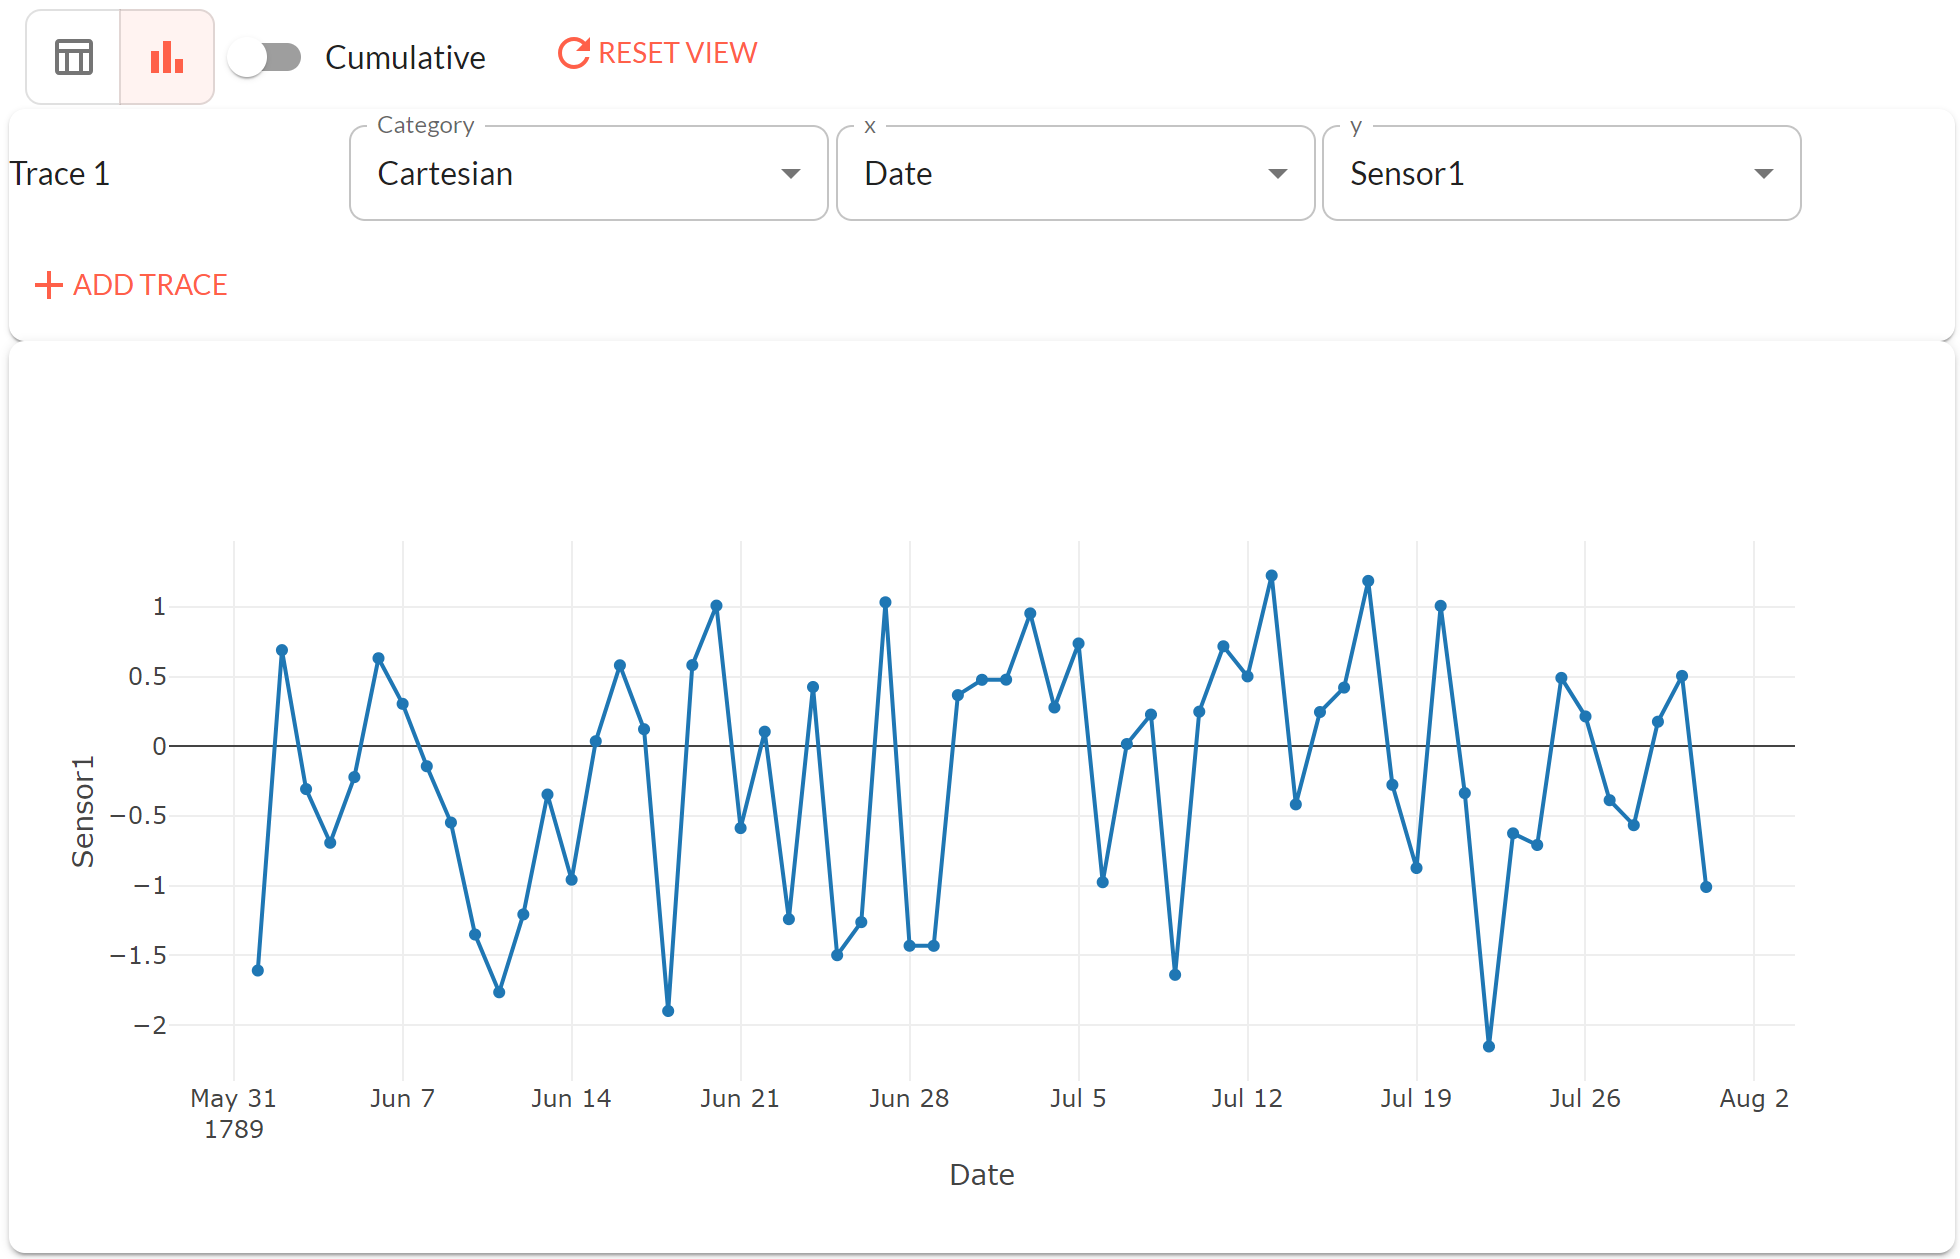 Cumulative
RESET VIEW
Category
x
y
Trace 1
Cartesian
Date
Sensor1
ADD TRACE
1
0.5
0
−0.5
−1
−1.5
−2
Sensor1
May 31
1789
Jun 7
Jun 14
Jun 21
Jun 28
Jul 5
Jul 12
Jul 19
Jul 26
Aug 2
Date